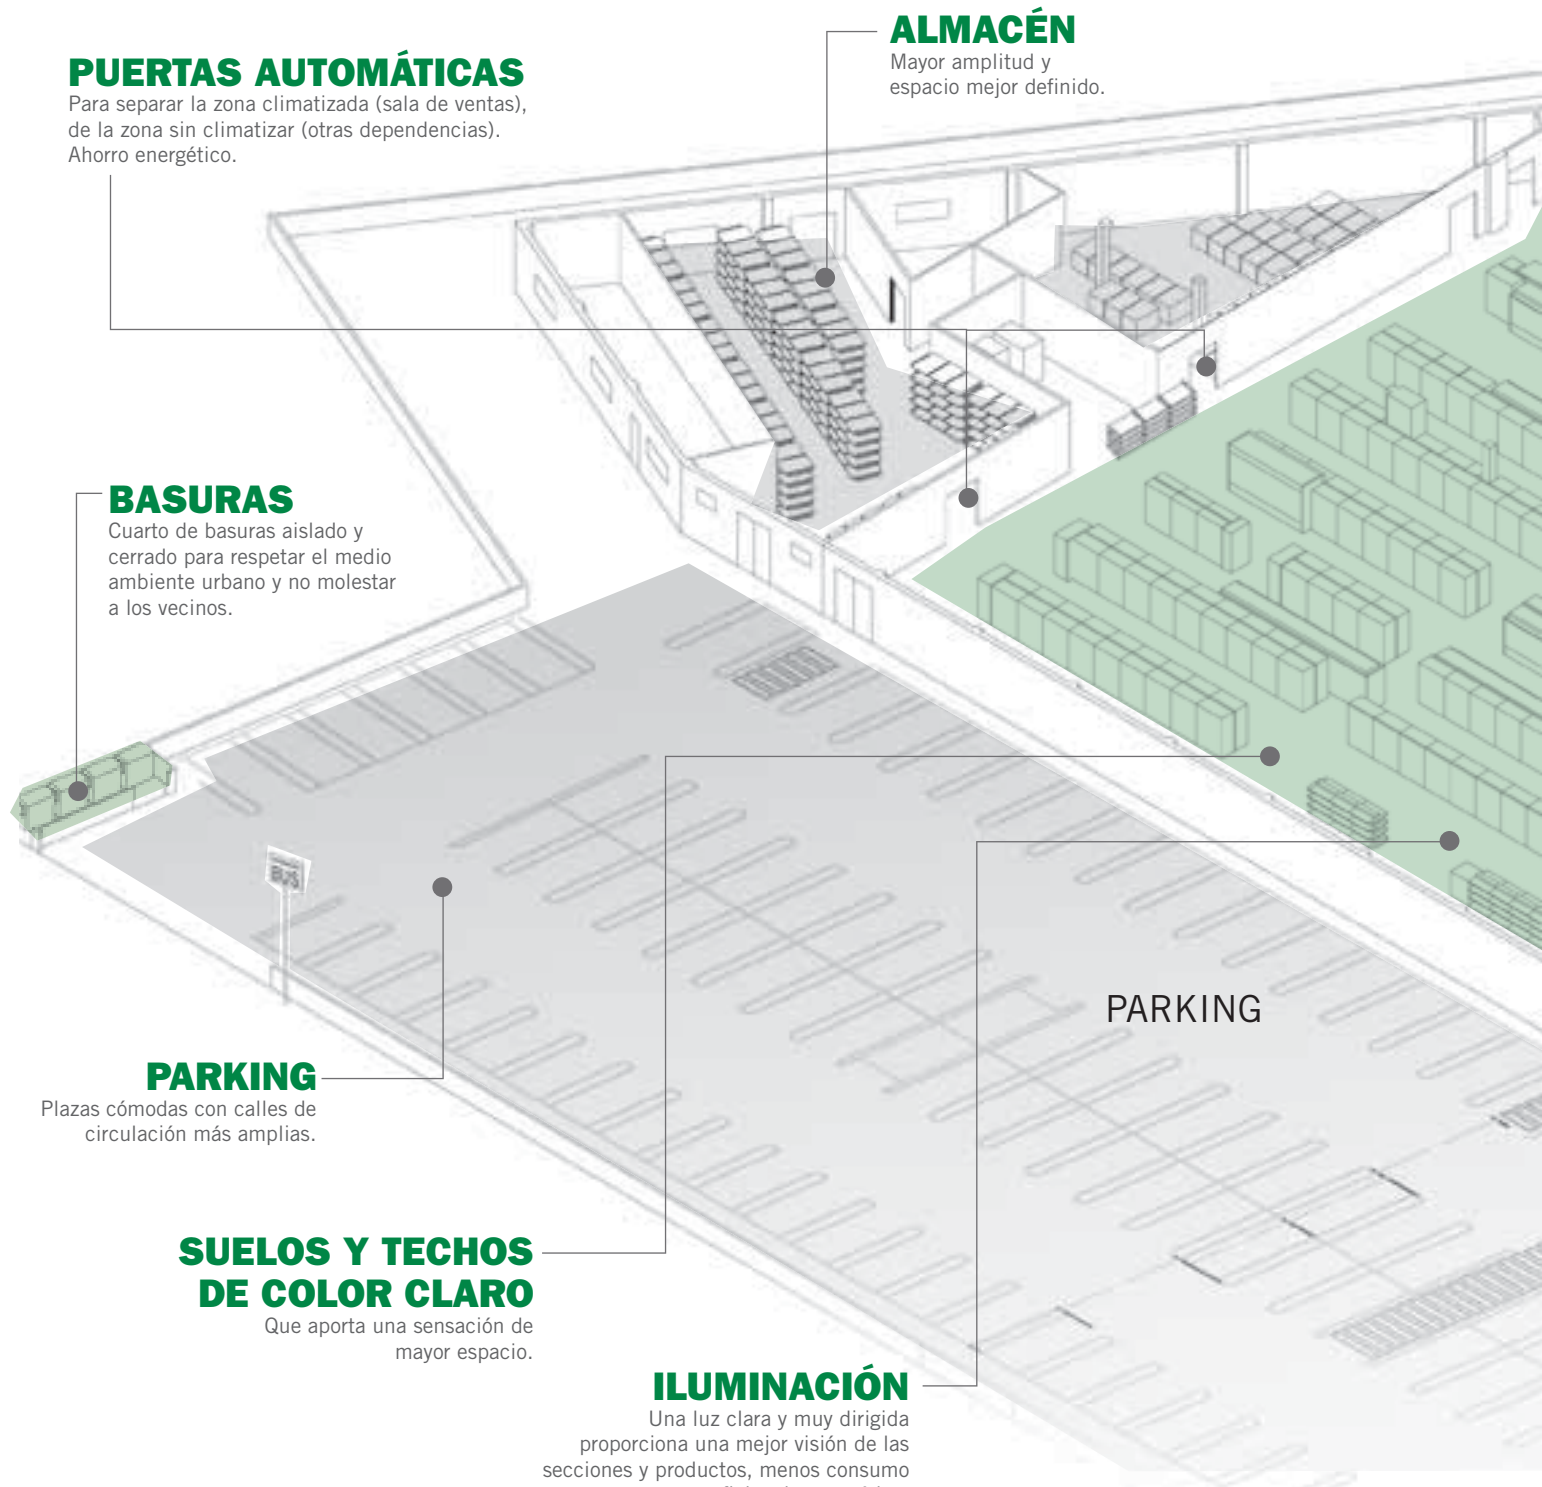 PUERTAS AUTOMÁTICAS
Para separar la zona climatizada (sala de ventas),
de la zona sin climatizar (otras dependencias).
Ahorro energético.
ALMACÉN
Mayor amplitud y
espacio mejor definido.
BASURAS
Cuarto de basuras aislado y
cerrado para respetar el medio
ambiente urbano y no molestar
a los vecinos.
BUS
PARKING
PARKING
Plazas cómodas con calles de
circulación más amplias.
SUELOS Y TECHOS
DE COLOR CLARO
Que aporta una sensación de
mayor espacio.
ILUMINACIÓN
Una luz clara y muy dirigida
proporciona una mejor visión de las
secciones y productos, menos consumo